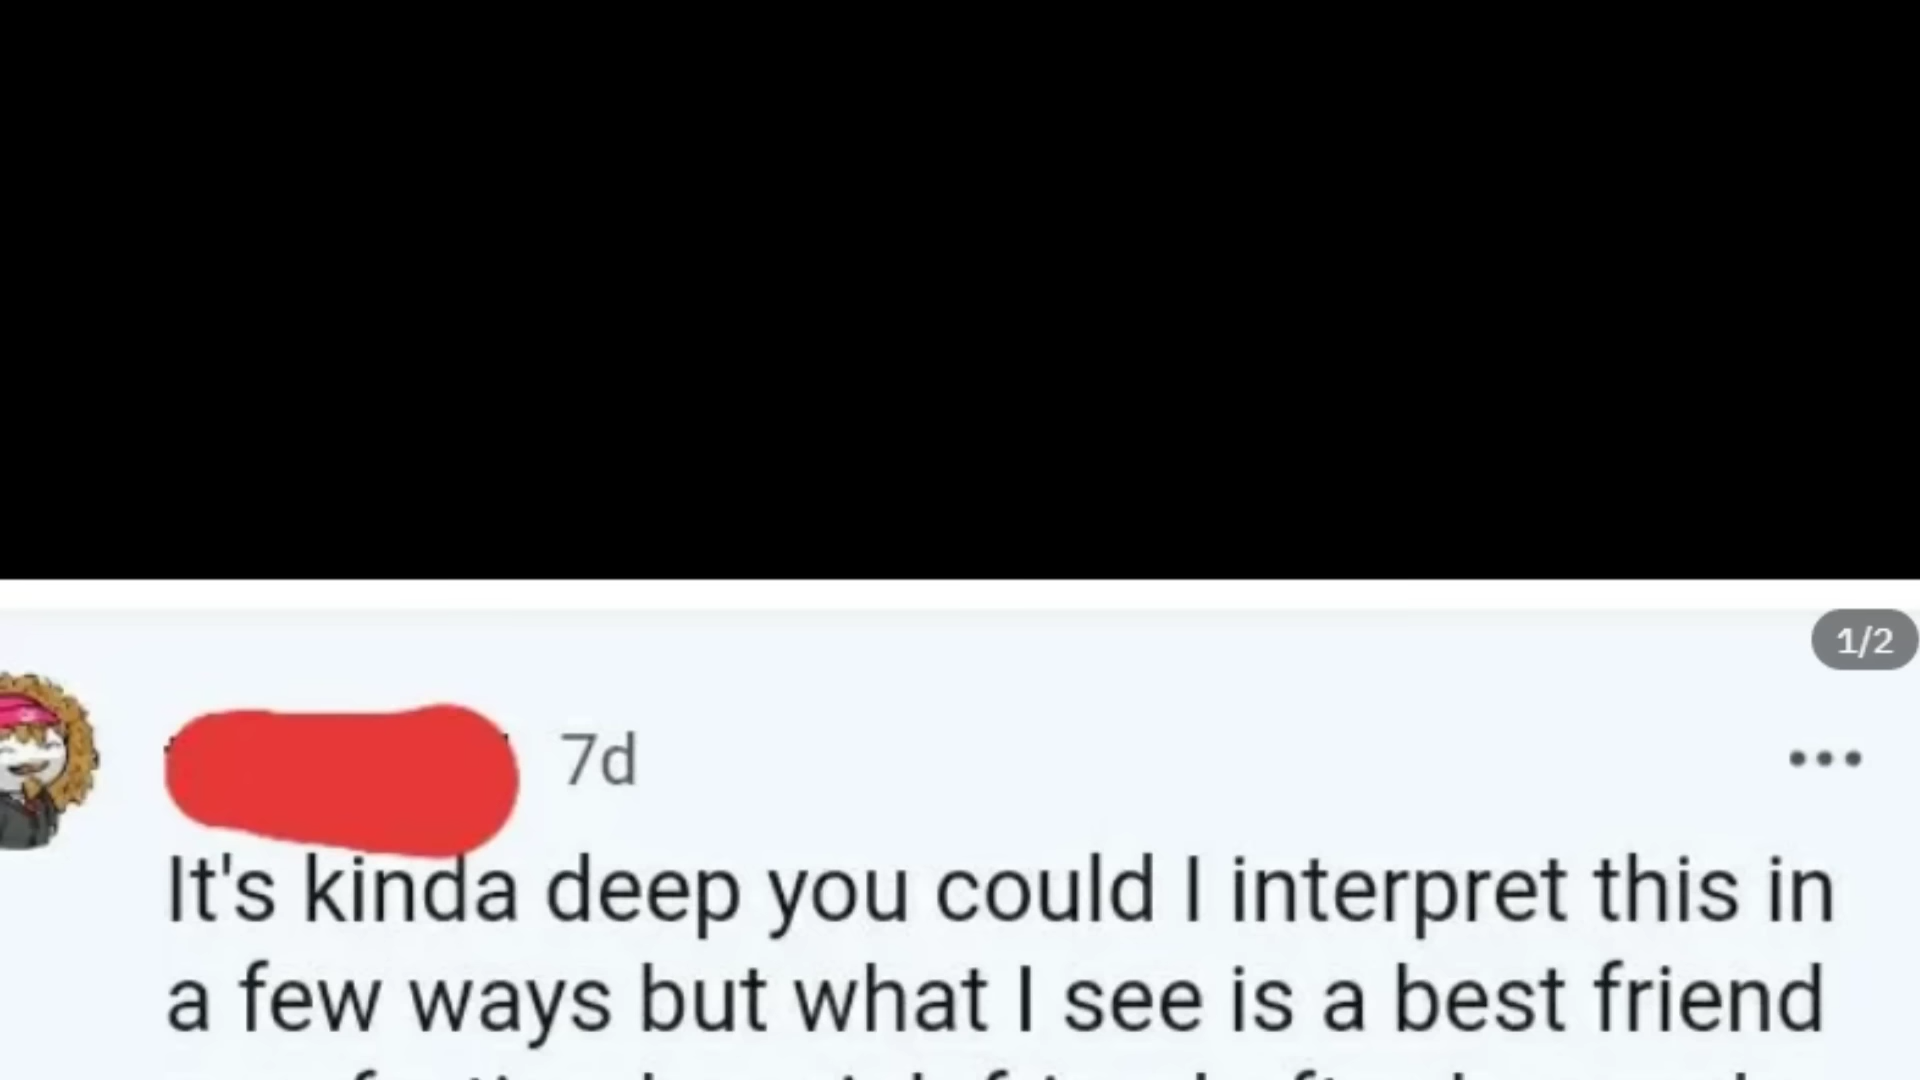 1/2
7d
It's kinda deep you could I interpret this in
a few ways but what I see is a best friend